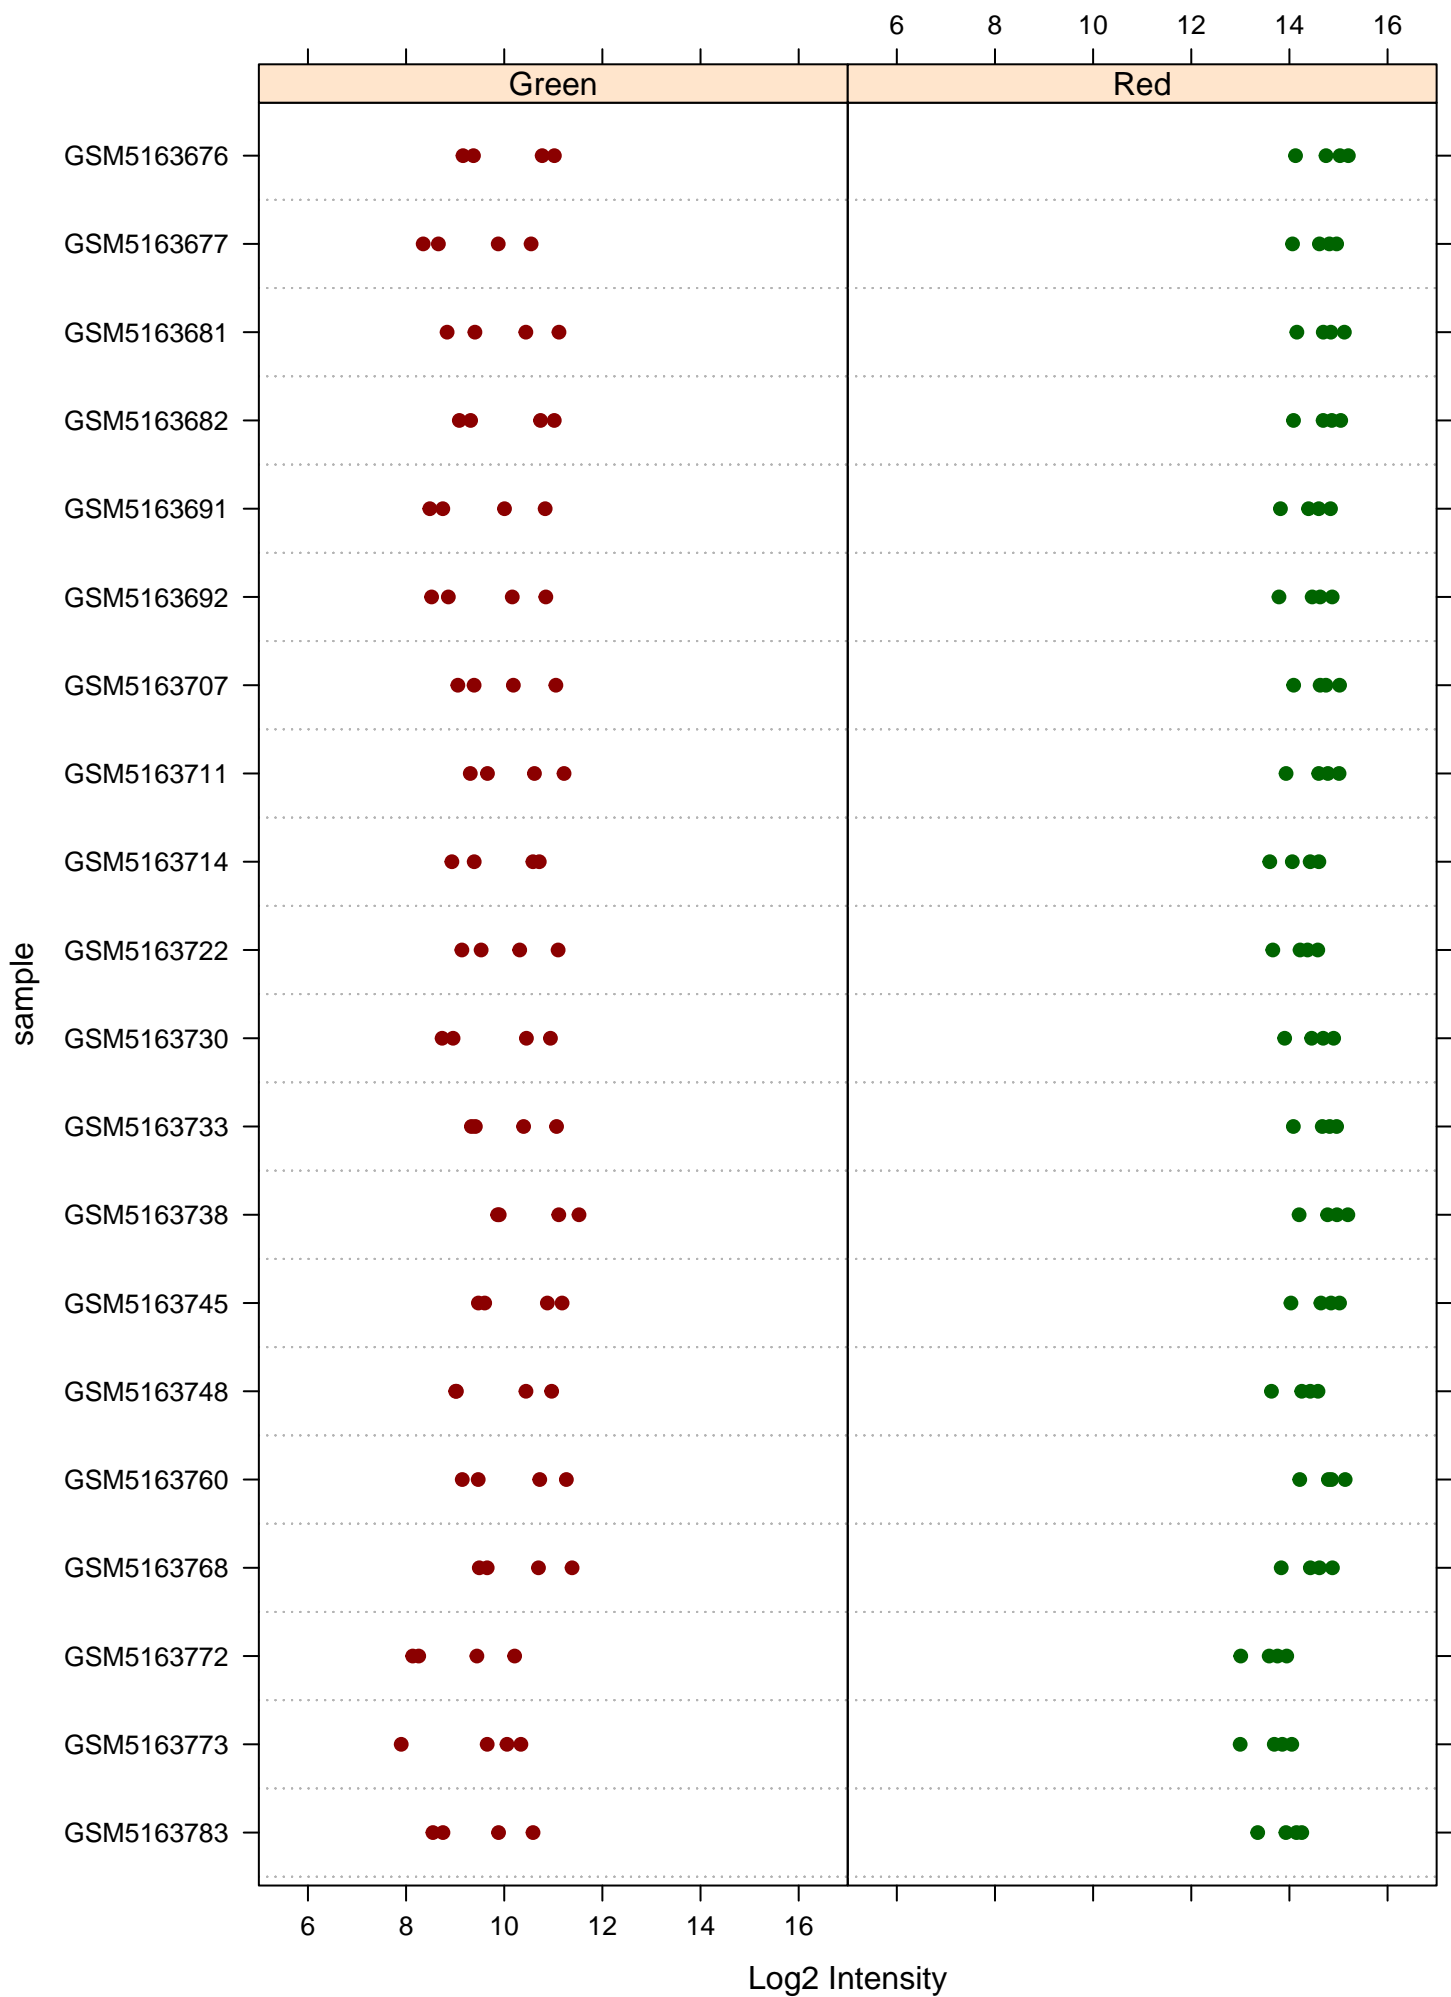 6 8 10 12 14 16
Green Red
GSM5163676
GSM5163677
GSM5163681
GSM5163682
GSM5163691
GSM5163692
GSM5163707
GSM5163711
GSM5163714
GSM5163722
GSM5163730
GSM5163733
GSM5163738
GSM5163745
GSM5163748
GSM5163760
GSM5163768
GSM5163772
GSM5163773
GSM5163783
sample
6 8 10 12 14 16
Log2 Intensity